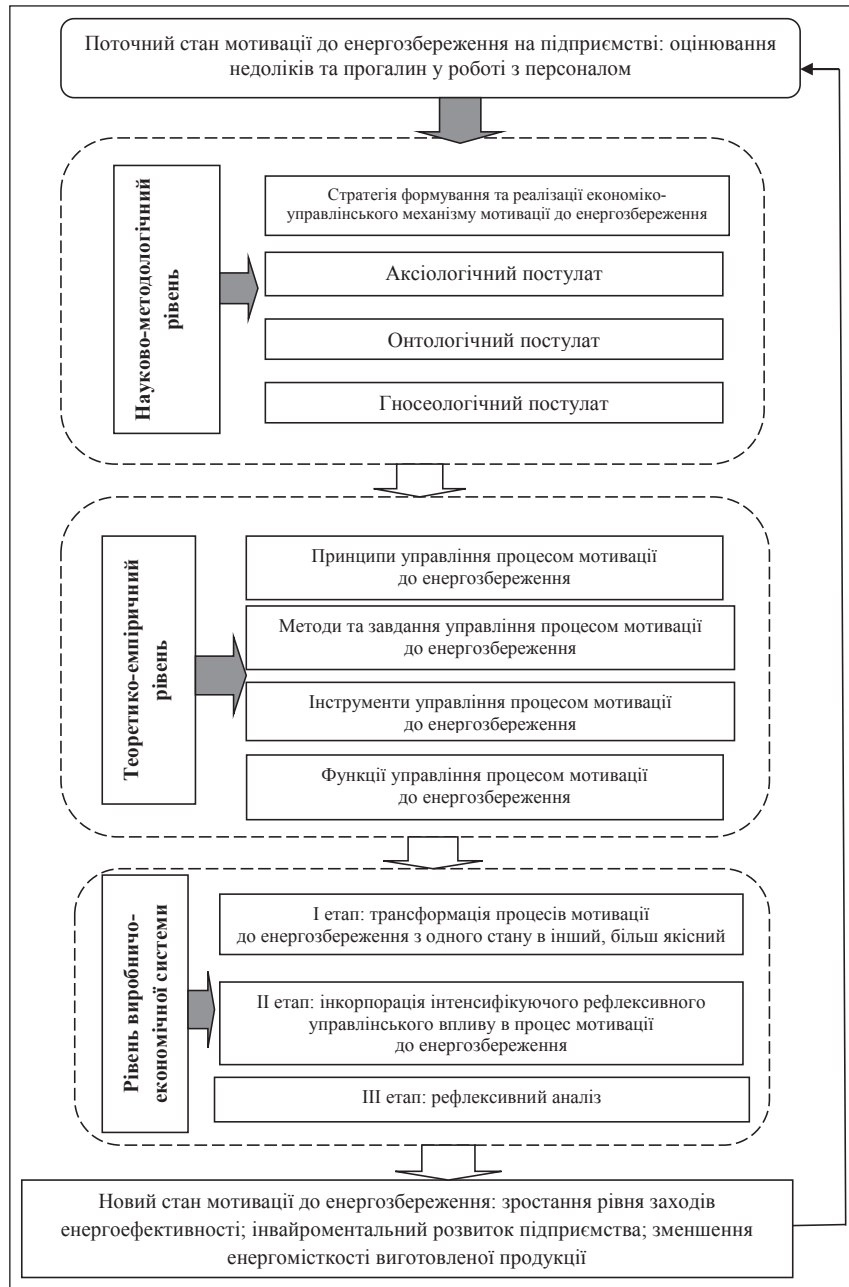 Поточний стан мотивації до енергозбереження на підприємстві: оцінювання
недоліків та прогалин у роботі з персоналом
Науково-методологічний
рівень
Стратегія формування та реалізації економіко-
управлінського механізму мотивації до енергозбереження
Аксіологічний постулат
Онтологічний постулат
Гносеологічний постулат
Теоретико-емпіричний
рівень
Принципи управління процесом мотивації
до енергозбереження
Методи та завдання управління процесом мотивації
до енергозбереження
Інструменти управління процесом мотивації
до енергозбереження
Функції управління процесом мотивації
до енергозбереження
Рівень виробничо-
економічної системи
І етап: трансформація процесів мотивації
до енергозбереження з одного стану в інший, більш якісний
ІІ етап: інкорпорація інтенсифікуючого рефлексивного
управлінського впливу в процес мотивації
до енергозбереження
ІІІ етап: рефлексивний аналіз
Новий стан мотивації до енергозбереження: зростання рівня заходів
енергоефективності; інвайроментальний розвиток підприємства; зменшення
енергомісткості виготовленої продукції